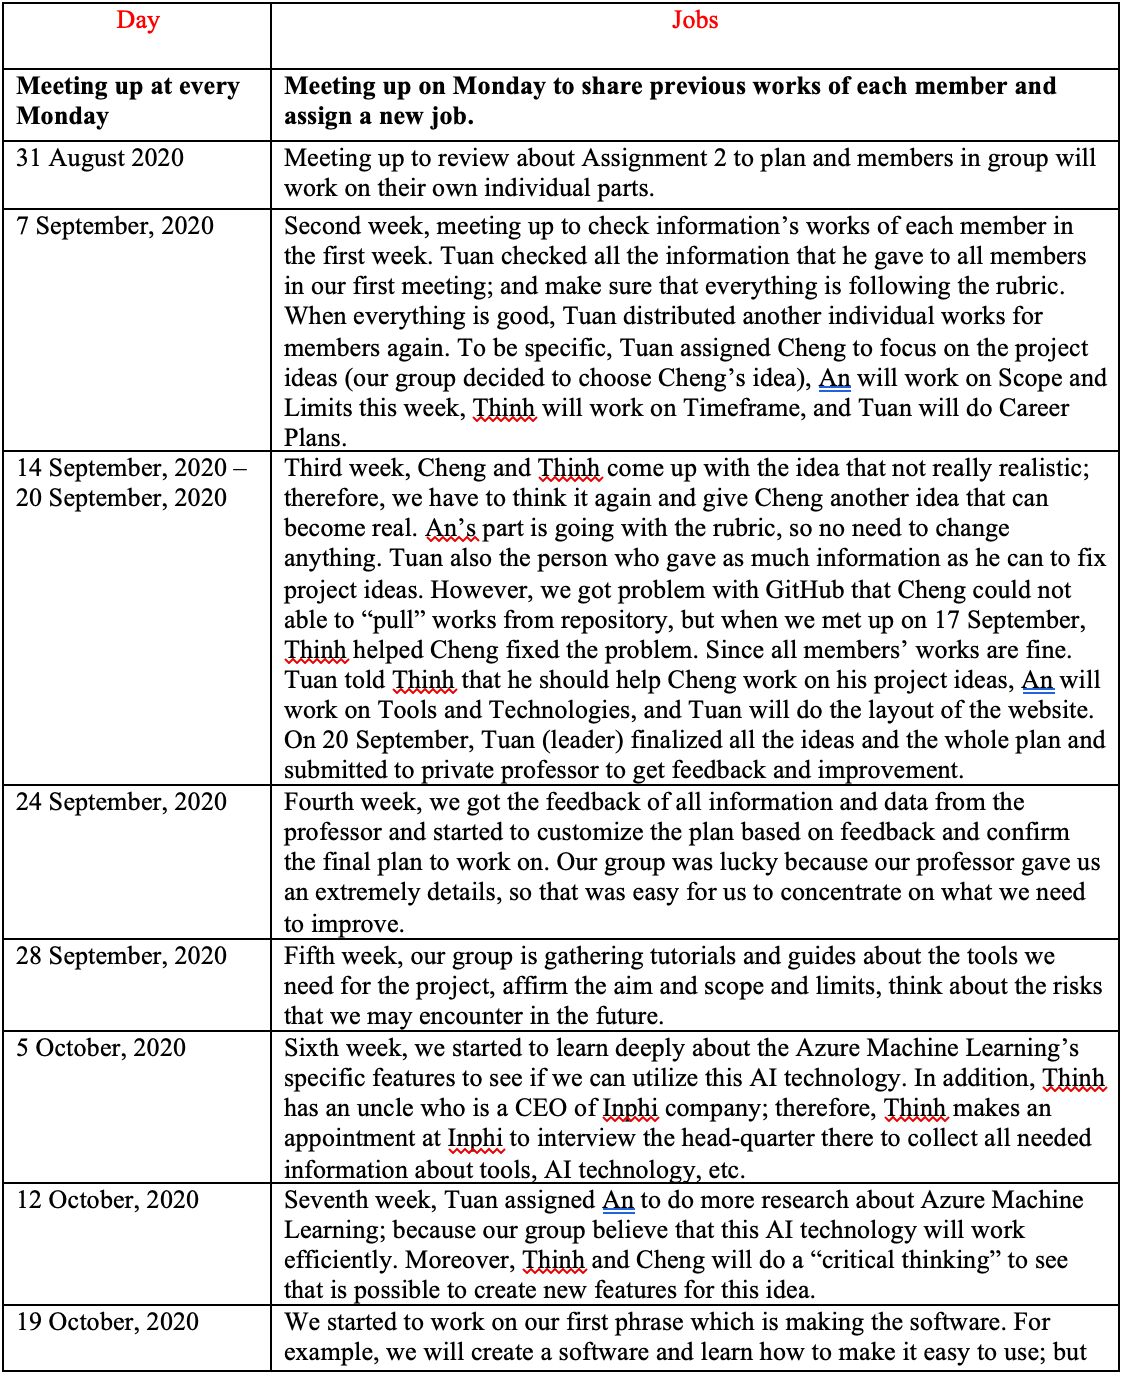 Day
Jobs
Meeting up at every
Monday
Meeting up on Monday to share previous works of each member and
assign a new job.
31 August 2020
Meeting up to review about Assignment 2 to plan and members in group will
work on their own individual parts.
7 September, 2020
Second week, meeting up to check information’s works of each member in
the first week. Tuan checked all the information that he gave to all members
in our first meeting; and make sure that everything is following the rubric.
When everything is good, Tuan distributed another individual works for
members again. To be specific, Tuan assigned Cheng to focus on the project
ideas (our group decided to choose Cheng’s idea), An will work on Scope and
Limits this week, Thinh will work on Timeframe, and Tuan will do Career
Plans.
14 September, 2020 –
20 September, 2020
Third week, Cheng and Thinh come up with the idea that not really realistic;
therefore, we have to think it again and give Cheng another idea that can
become real. An’s part is going with the rubric, so no need to change
anything. Tuan also the person who gave as much information as he can to fix
project ideas. However, we got problem with GitHub that Cheng could not
able to “pull” works from repository, but when we met up on 17 September,
Thinh helped Cheng fixed the problem. Since all members’ works are fine.
Tuan told Thinh that he should help Cheng work on his project ideas, An will
work on Tools and Technologies, and Tuan will do the layout of the website.
On 20 September, Tuan (leader) finalized all the ideas and the whole plan and
submitted to private professor to get feedback and improvement.
24 September, 2020
Fourth week, we got the feedback of all information and data from the
professor and started to customize the plan based on feedback and confirm
the final plan to work on. Our group was lucky because our professor gave us
an extremely details, so that was easy for us to concentrate on what we need
to improve.
28 September, 2020
Fifth week, our group is gathering tutorials and guides about the tools we
need for the project, affirm the aim and scope and limits, think about the risks
that we may encounter in the future.
5 October, 2020
Sixth week, we started to learn deeply about the Azure Machine Learning’s
specific features to see if we can utilize this AI technology. In addition, Thinh
has an uncle who is a CEO of Inphi company; therefore, Thinh makes an
appointment at Inphi to interview the head-quarter there to collect all needed
information about tools, AI technology, etc.
12 October, 2020
Seventh week, Tuan assigned An to do more research about Azure Machine
Learning; because our group believe that this AI technology will work
efficiently. Moreover, Thinh and Cheng will do a “critical thinking” to see
that is possible to create new features for this idea.
19 October, 2020
We started to work on our first phrase which is making the software. For
example, we will create a software and learn how to make it easy to use; but